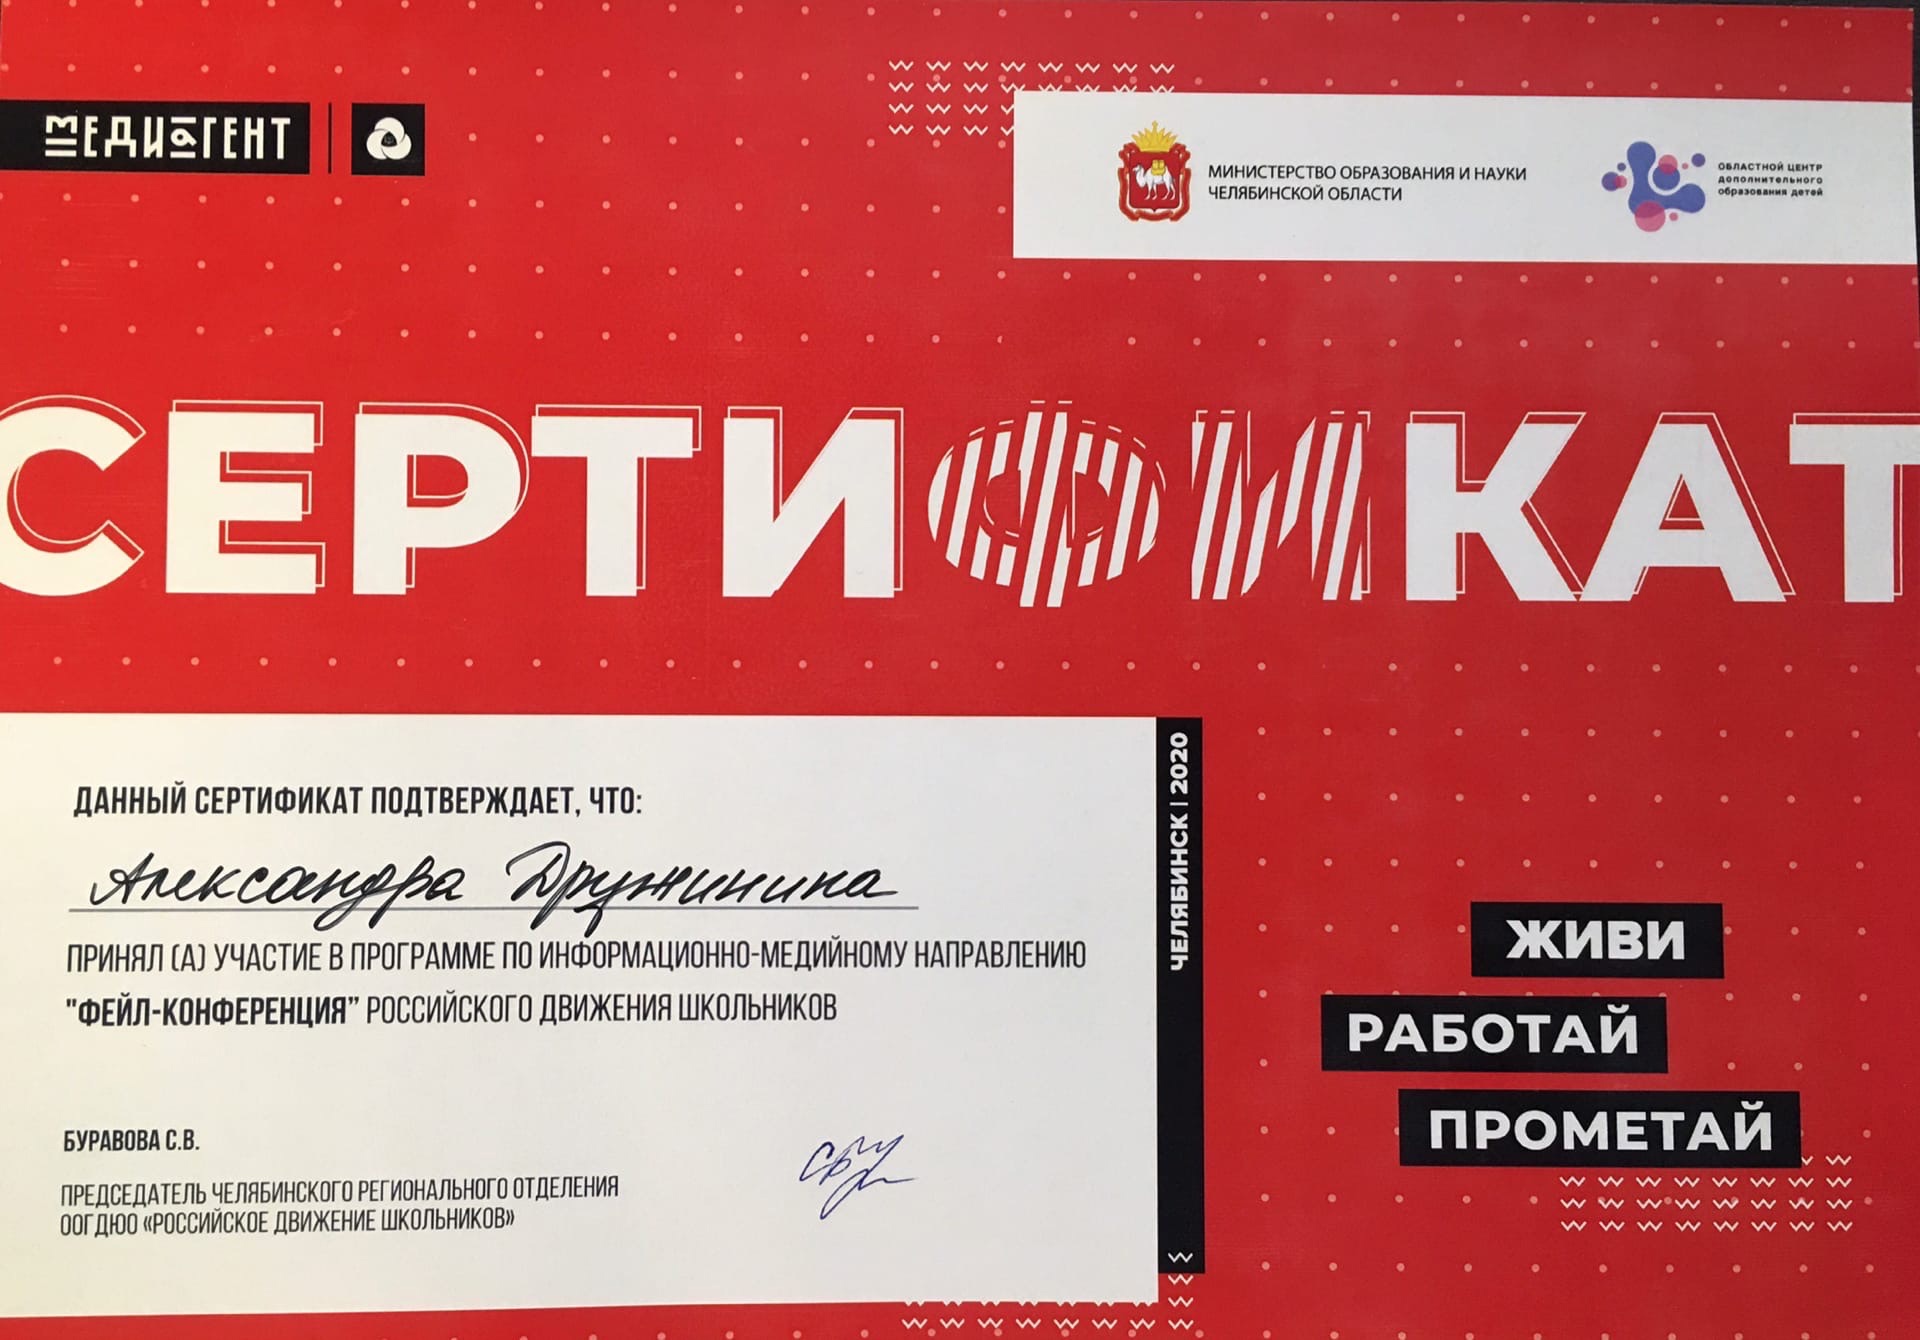 МЕДИАГЕНТ
МИНИСТЕРСТВО ОБРАЗОВАНИЯ И НАУКИ
ЧЕЛЯБИНСКОЙ ОБЛАСТИ
ОБЛАСТНОЙ ЦЕНТР
дополнительного
образования детей
СЕРТИФИКАТ
ДАННЫЙ СЕРТИФИКАТ ПОДТВЕРЖДАЕТ, ЧТО:
Александра Дружинина
ПРИНЯЛ (А) УЧАСТИЕ В ПРОГРАММЕ ПО ИНФОРМАЦИОННО-МЕДИЙНОМУ НАПРАВЛЕНИЮ
"ФЕЙЛ-КОНФЕРЕНЦИЯ” РОССИЙСКОГО ДВИЖЕНИЯ ШКОЛЬНИКОВ
БУРАВОВА С.В.
ПРЕДСЕДАТЕЛЬ ЧЕЛЯБИНСКОГО РЕГИОНАЛЬНОГО ОТДЕЛЕНИЯ
ООГДЮО «РОССИЙСКОЕ ДВИЖЕНИЕ ШКОЛЬНИКОВ»
ЧЕЛЯБИНСК | 2020
ЖИВИ
РАБОТАЙ
ПРОМЕТАЙ